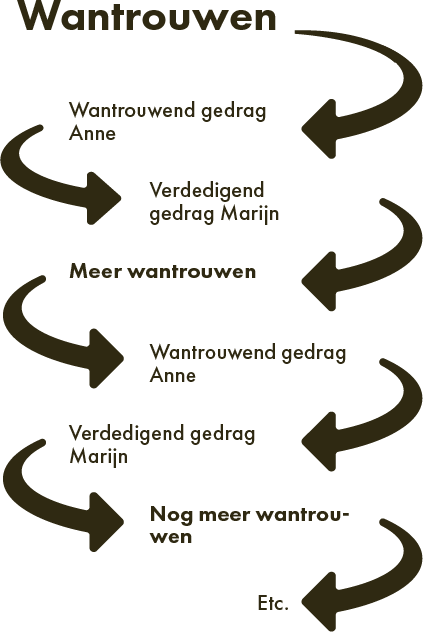 Wantrouwen
Wantrouwend gedrag
Anne
Verdedigend
gedrag Marijn
Meer wantrouwen
Wantrouwend gedrag
Anne
Verdedigend gedrag
Marijn
Nog meer wantrou-
wen
Etc.